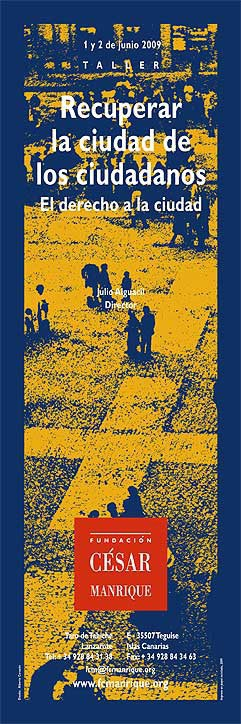 1 y 2 de junio 2009
TALLER
Recuperar
la ciudad de
los ciudadanos
El derecho a la ciudad
Julio Alguacil
Director
FUNDACIÓN
CÉSAR
MANRIQUE
Taro de Tahíche E - 35507 Teguise
Lanzarote Islas Canarias
Tel.: + 34 928 84 31 38 Fax: + 34 928 84 34 63
fcm@fcmanrique.org
www.fcmanrique.org